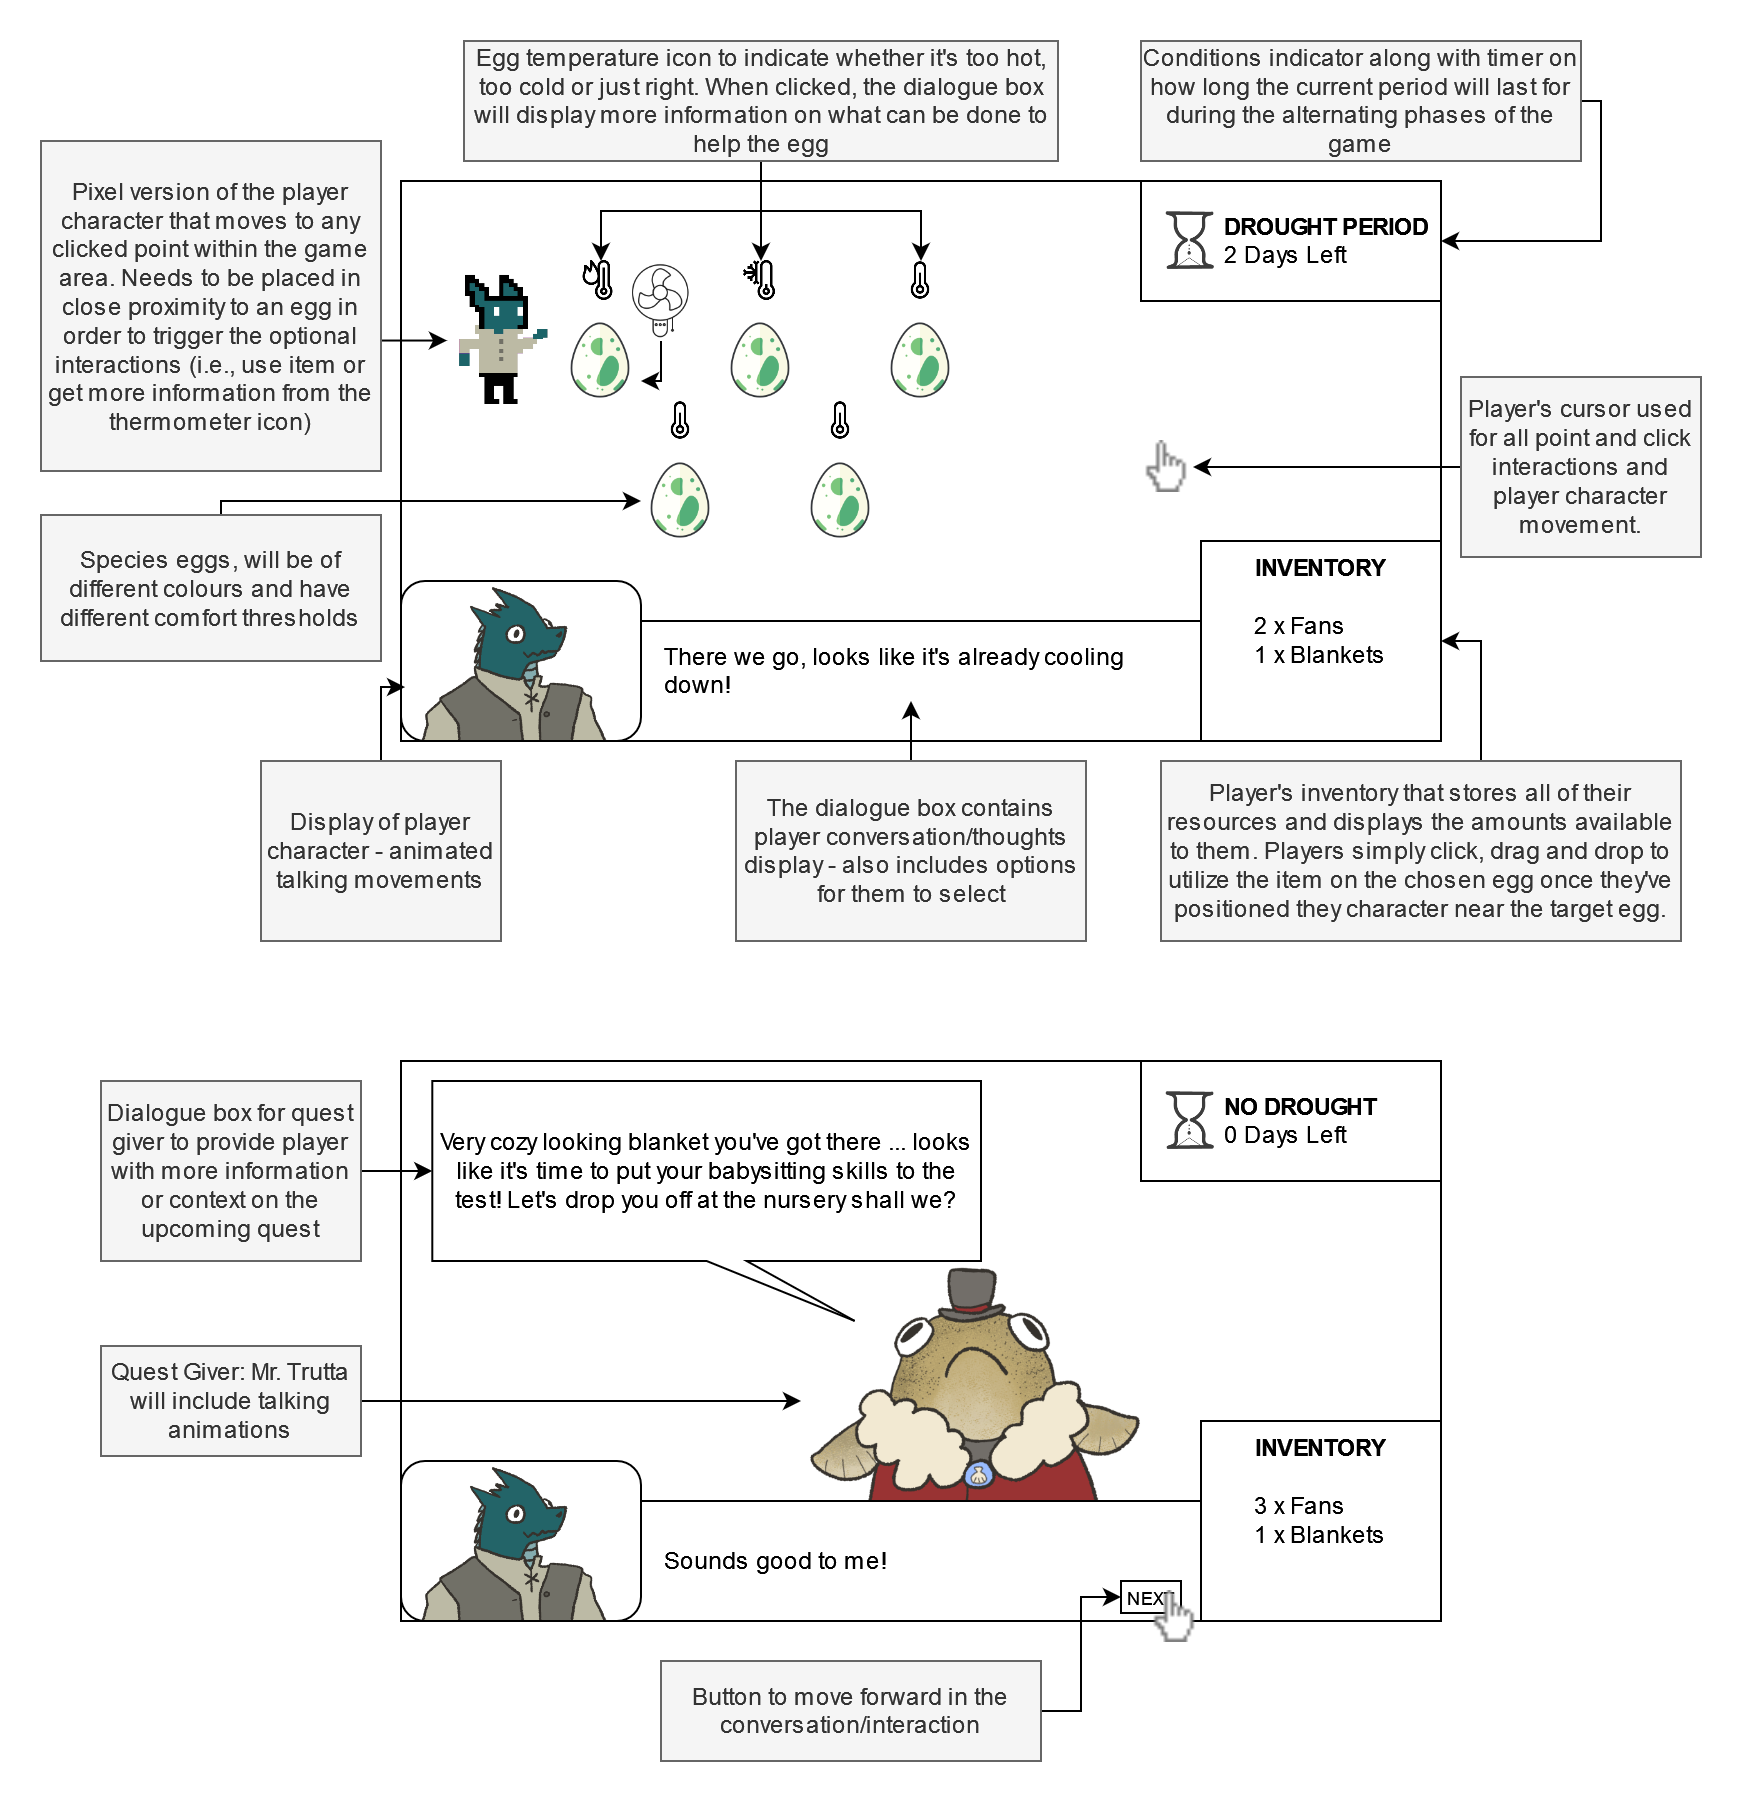 Egg temperature icon to indicate whether it's too hot,
too cold or just right. When clicked, the dialogue box
will display more information on what can be done to
help the egg
Conditions indicator along with timer on
how long the current period will last for
during the alternating phases of the
game
Pixel version of the player
character that moves to any
clicked point within the game
area. Needs to be placed in
close proximity to an egg in
order to trigger the optional
interactions (i.e., use item or
get more information from the
thermometer icon)
DROUGHT PERIOD
2 Days Left
Player's cursor used
for all point and click
interactions and
player character
movement.
Species eggs, will be of
different colours and have
different comfort thresholds
INVENTORY
2 x Fans
1 x Blankets
There we go, looks like it's already cooling
down!
Display of player
character - animated
talking movements
The dialogue box contains
player conversation/thoughts
display - also includes options
for them to select
Player's inventory that stores all of their
resources and displays the amounts available
to them. Players simply click, drag and drop to
utilize the item on the chosen egg once they've
positioned they character near the target egg.
Dialogue box for quest
giver to provide player
with more information
or context on the
upcoming quest
Very cozy looking blanket you've got there ... looks
like it's time to put your babysitting skills to the
test! Let's drop you off at the nursery shall we?
NO DROUGHT
0 Days Left
Quest Giver: Mr. Trutta
will include talking
animations
INVENTORY
3 x Fans
1 x Blankets
Sounds good to me!
NEXT
Button to move forward in the
conversation/interaction